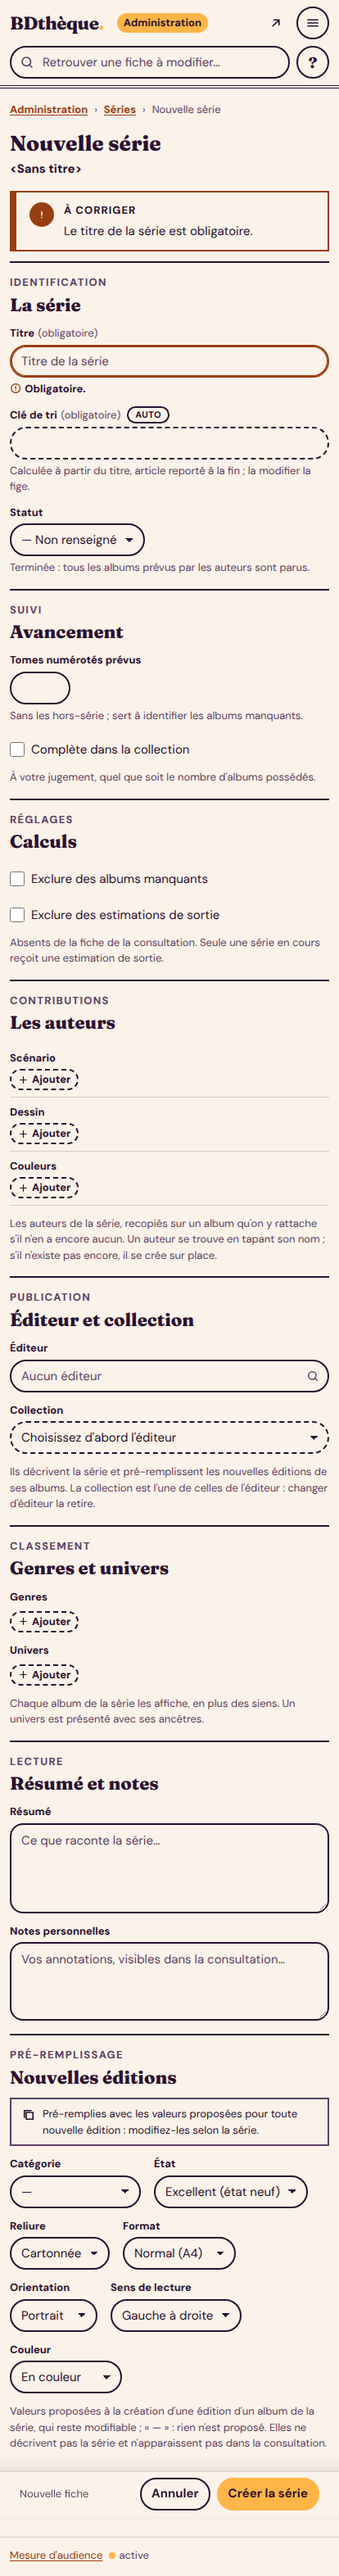 BDthèque.
Administration
Retrouver une fiche à modifier...
?
Administration › Séries › Nouvelle série
Nouvelle série
<Sans titre>
!
À CORRIGER
Le titre de la série est obligatoire.
IDENTIFICATION
La série
Titre (obligatoire)
Titre de la série
Obligatoire.
Clé de tri (obligatoire) AUTO
Calculée à partir du titre, article reporté à la fin ; la modifier la
fige.
Statut
— Non renseigné
Terminée : tous les albums prévus par les auteurs sont parus.
SUIVI
Avancement
Tomes numérotés prévus
Sans les hors-série ; sert à identifier les albums manquants.
Complète dans la collection
À votre jugement, quel que soit le nombre d'albums possédés.
RÉGLAGES
Calculs
Exclure des albums manquants
Exclure des estimations de sortie
Absents de la fiche de la consultation. Seule une série en cours
reçoit une estimation de sortie.
CONTRIBUTIONS
Les auteurs
Scénario
+ Ajouter
Dessin
+ Ajouter
Couleurs
+ Ajouter
Les auteurs de la série, recopiés sur un album qu'on y rattache
s'il n'en a encore aucun. Un auteur se trouve en tapant son nom ;
s'il n'existe pas encore, il se crée sur place.
PUBLICATION
Éditeur et collection
Éditeur
Aucun éditeur
Collection
Choisissez d'abord l'éditeur
Ils décrivent la série et pré-remplissent les nouvelles éditions de
ses albums. La collection est l'une de celles de l'éditeur : changer
d'éditeur la retire.
CLASSEMENT
Genres et univers
Genres
+ Ajouter
Univers
+ Ajouter
Chaque album de la série les affiche, en plus des siens. Un
univers est présenté avec ses ancêtres.
LECTURE
Résumé et notes
Résumé
Ce que raconte la série...
Notes personnelles
Vos annotations, visibles dans la consultation...
PRÉ-REMPLISSAGE
Nouvelles éditions
Pré-remplies avec les valeurs proposées pour toute
nouvelle édition : modifiez-les selon la série.
Catégorie État
— Excellent (état neuf)
Reliure Format
Cartonnée Normal (A4)
Orientation Sens de lecture
Portrait Gauche à droite
Couleur
En couleur
Valeurs proposées à la création d'une édition d'un album de la
série, qui reste modifiable ; « — » : rien n'est proposé. Elles ne
décrivent pas la série et n'apparaissent pas dans la consultation.
Nouvelle fiche Annuler Créer la série
Mesure d'audience active